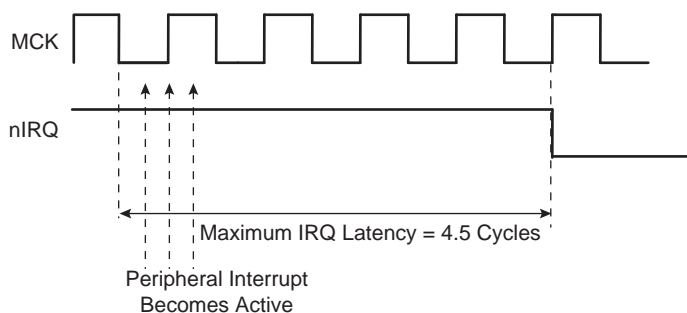 MCK
nIRQ
Maximum IRQ Latency = 4.5 Cycles
Peripheral Interrupt
Becomes Active